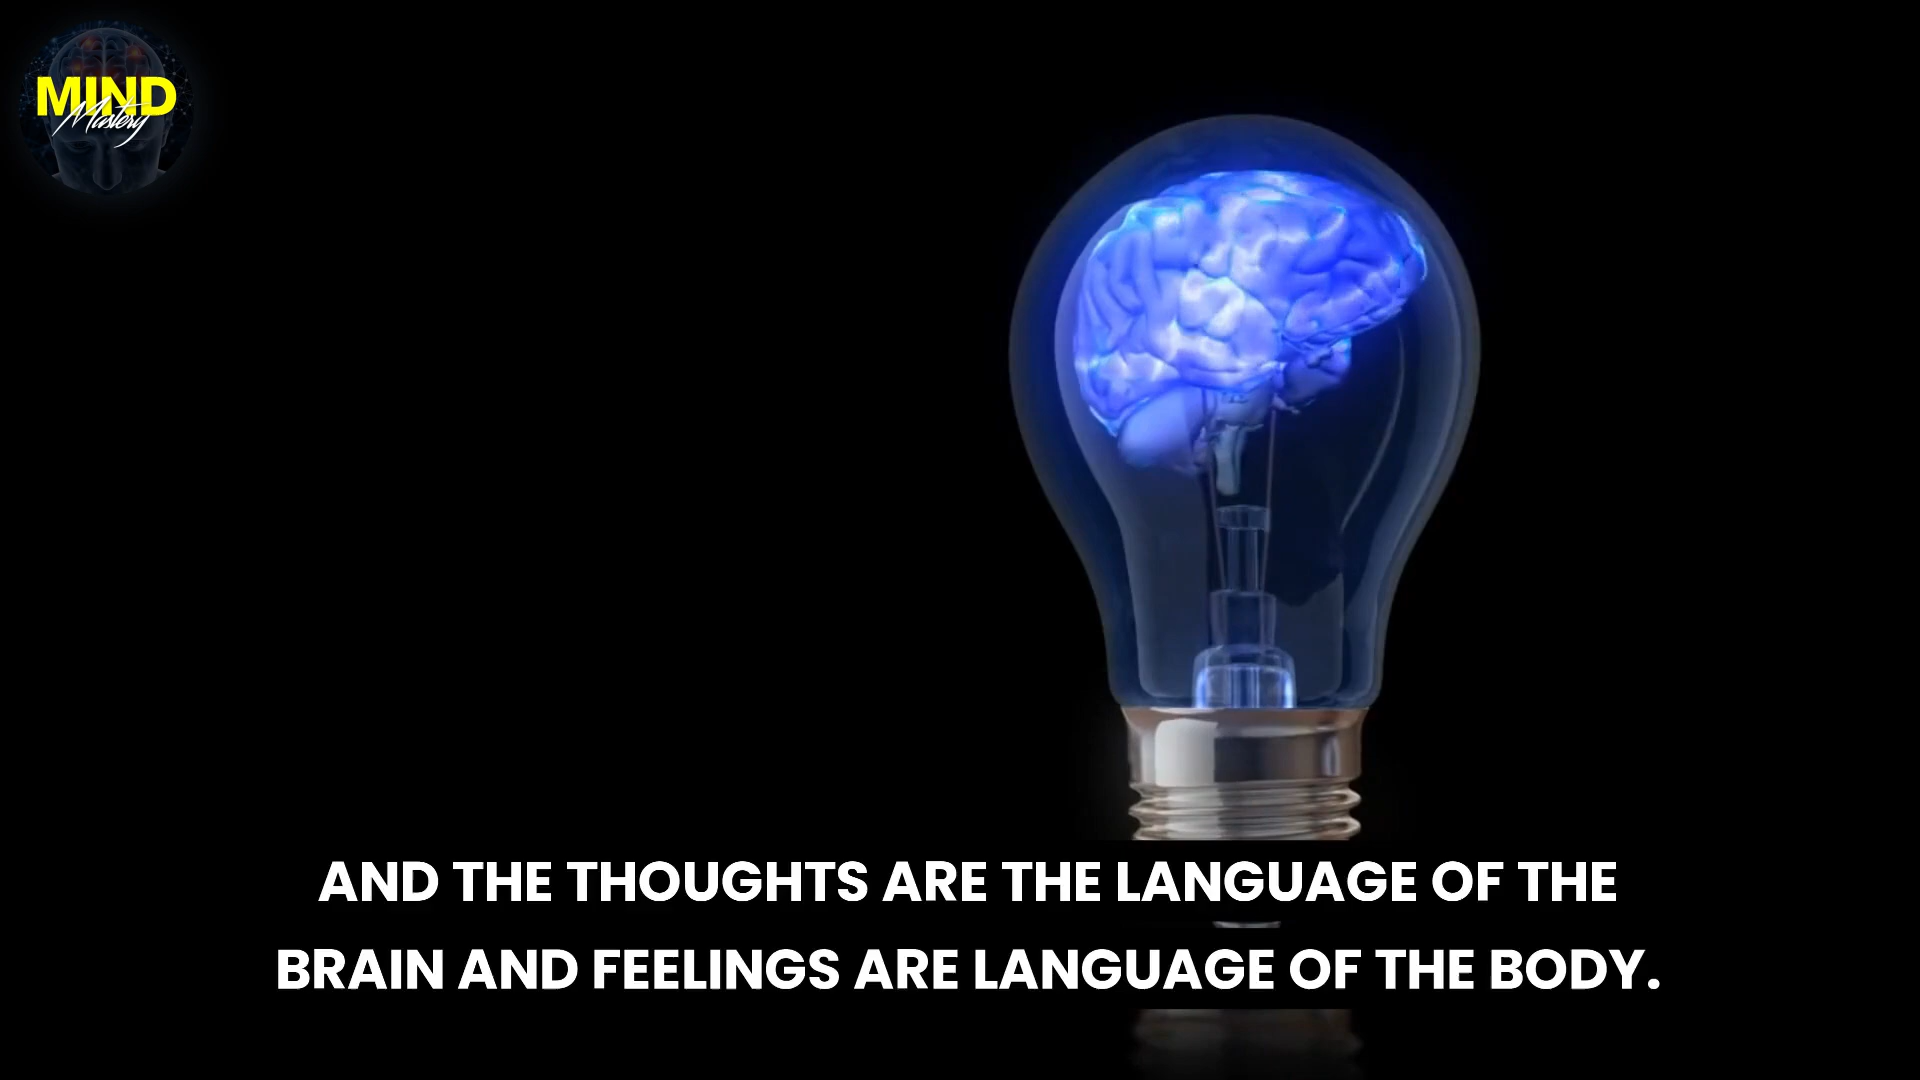 MIND
Mastery
AND THE THOUGHTS ARE THE LANGUAGE OF THE
BRAIN AND FEELINGS ARE LANGUAGE OF THE BODY.